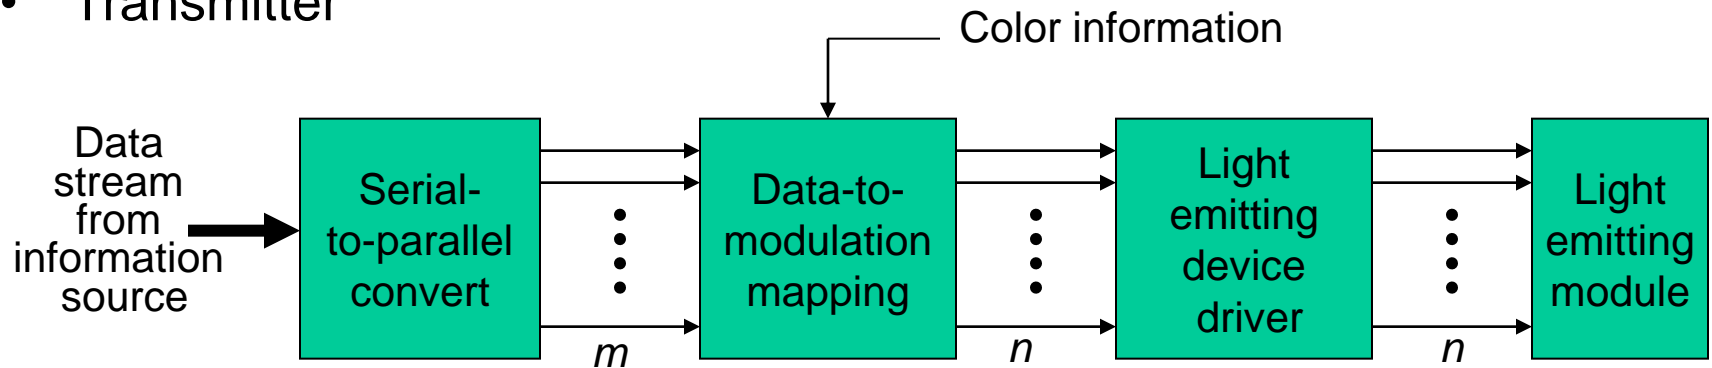 • Transmitter
Color information
Data
stream
from
information
source
Serial-
to-parallel
convert
m
Data-to-
modulation
mapping
n
Light
emitting
device
driver
n
Light
emitting
module